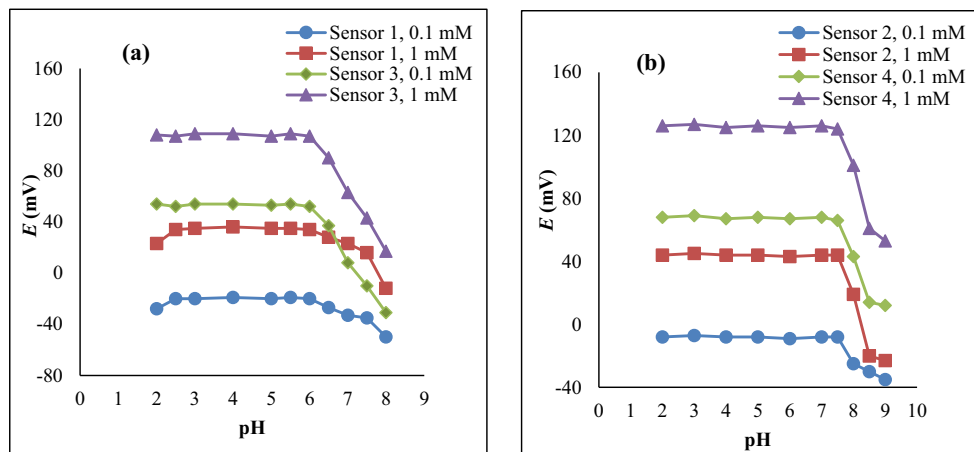 (a)
Sensor 1, 0.1 mM
Sensor 1, 1 mM
Sensor 3, 0.1 mM
Sensor 3, 1 mM
160
120
80
40
0
-40
-80
E (mV)
0 1 2 3 4 5 6 7 8 9
pH
(b)
Sensor 2, 0.1 mM
Sensor 2, 1 mM
Sensor 4, 0.1 mM
Sensor 4, 1 mM
160
120
80
40
0
-40
E (mV)
0 1 2 3 4 5 6 7 8 9 10
pH